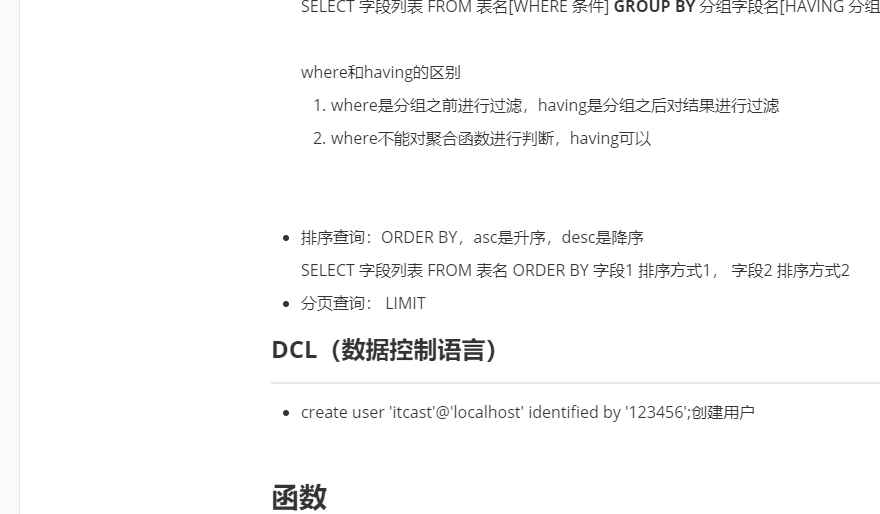 SELECT 字段列表 FROM 表名[WHERE 条件] GROUP BY 分组字段名[HAVING 分组
where和having的区别
1. where是分组之前进行过滤，having是分组之后对结果进行过滤
2. where不能对聚合函数进行判断，having可以
• 排序查询：ORDER BY，asc是升序，desc是降序
SELECT 字段列表 FROM 表名 ORDER BY 字段1 排序方式1， 字段2 排序方式2
• 分页查询： LIMIT
DCL（数据控制语言）
• create user 'itcast'@'localhost' identified by '123456';创建用户
函数